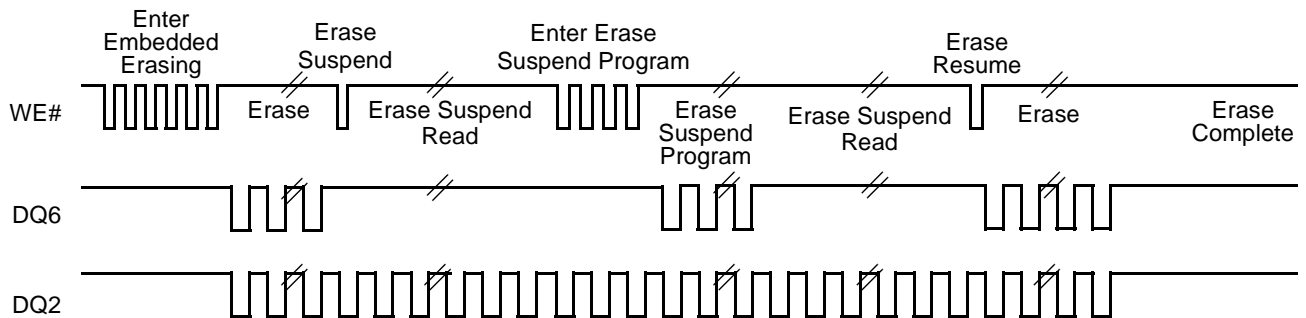 Enter
Embedded
Erasing
Erase
Suspend
Enter Erase
Suspend Program
Erase
Resume
WE#
Erase
Erase Suspend
Read
Erase
Suspend
Program
Erase Suspend
Read
Erase
Erase
Complete
DQ6
DQ2